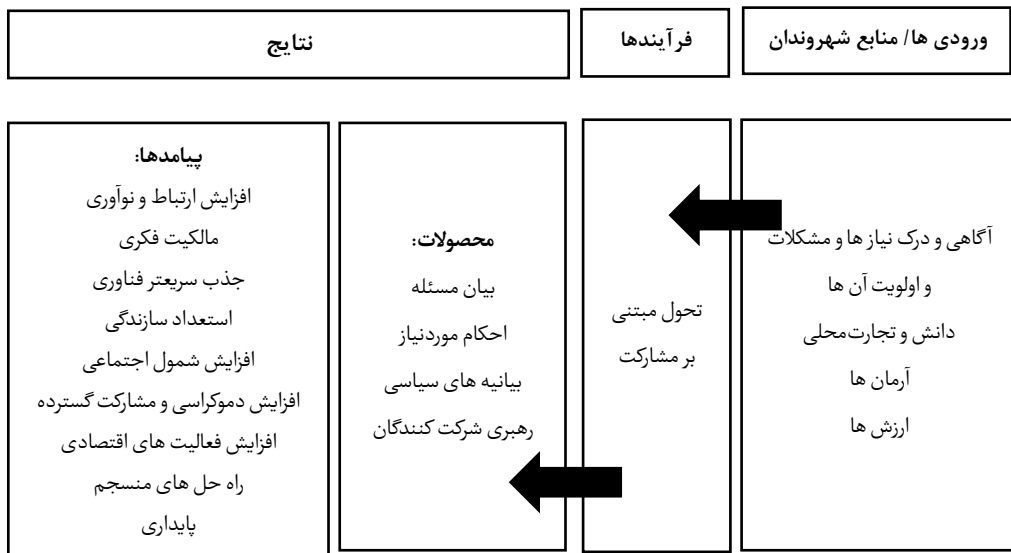 ورودی ها/ منابع شهروندان
فرآیندها
نتایج
آگاهی و درک نیاز ها و مشکلات
و اولویت آن ها
دانش و تجارت‌محلی
آرمان ها
ارزش ها
تحول مبتنی
بر مشارکت
محصولات:
بیان مسئله
احکام موردنیاز
بیانیه های سیاسی
رهبری شرکت کنندگان
پیامدها:
افزایش ارتباط و نوآوری
مالکیت فکری
جذب سریعتر فناوری
استعداد سازندگی
افزایش شمول اجتماعی
افزایش دموکراسی و مشارکت گسترده
افزایش فعالیت های اقتصادی
راه حل های منسجم
پایداری